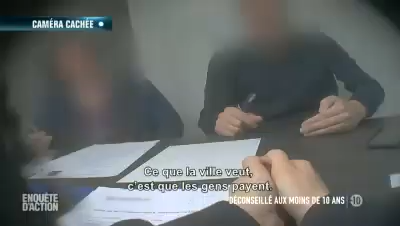 CAMÉRA CACHÉE
Ce que la ville veut,
c'est que les gens payent.
ENQUÊTE
D'ACTION
DÉCONSEILLÉ AUX MOINS DE 10 ANS
-10